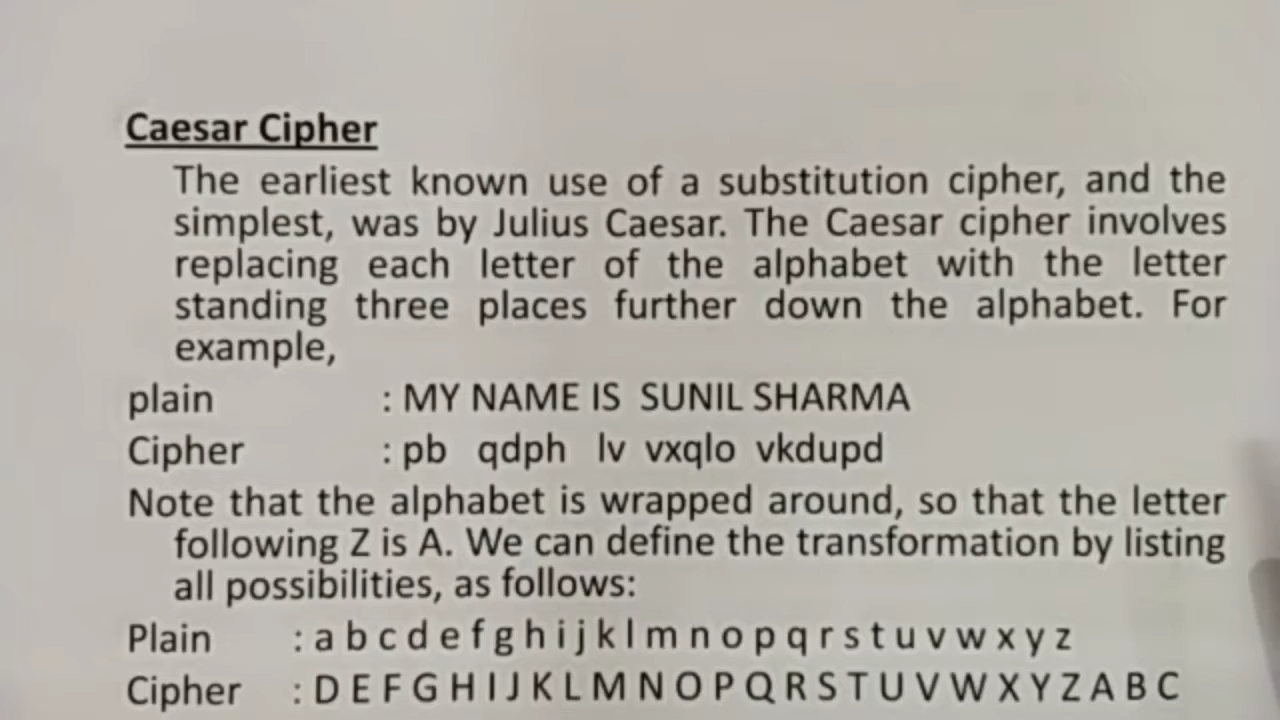 Caesar Cipher
The earliest known use of a substitution cipher, and the
simplest, was by Julius Caesar. The Caesar cipher involves
replacing each letter of the alphabet with the letter
standing three places further down the alphabet. For
example,
plain : MY NAME IS SUNIL SHARMA
Cipher : pb qdph lv vxqlo vkdupd
Note that the alphabet is wrapped around, so that the letter
following Z is A. We can define the transformation by listing
all possibilities, as follows:
Plain : a b c d e f g h i j k l m n o p q r s t u v w x y z
Cipher : D E F G H I J K L M N O P Q R S T U V W X Y Z A B C